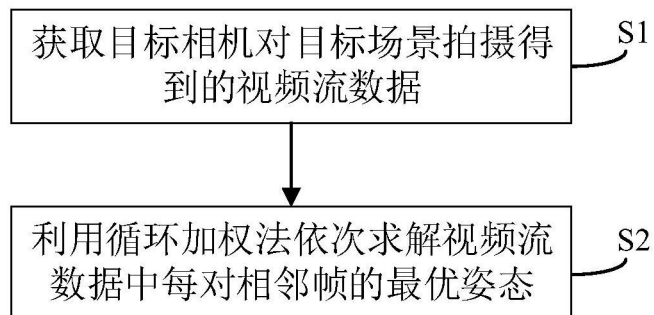 获取目标相机对目标场景拍摄得
到的视频流数据
S1
利用循环加权法依次求解视频流
数据中每对相邻帧的最优姿态
S2